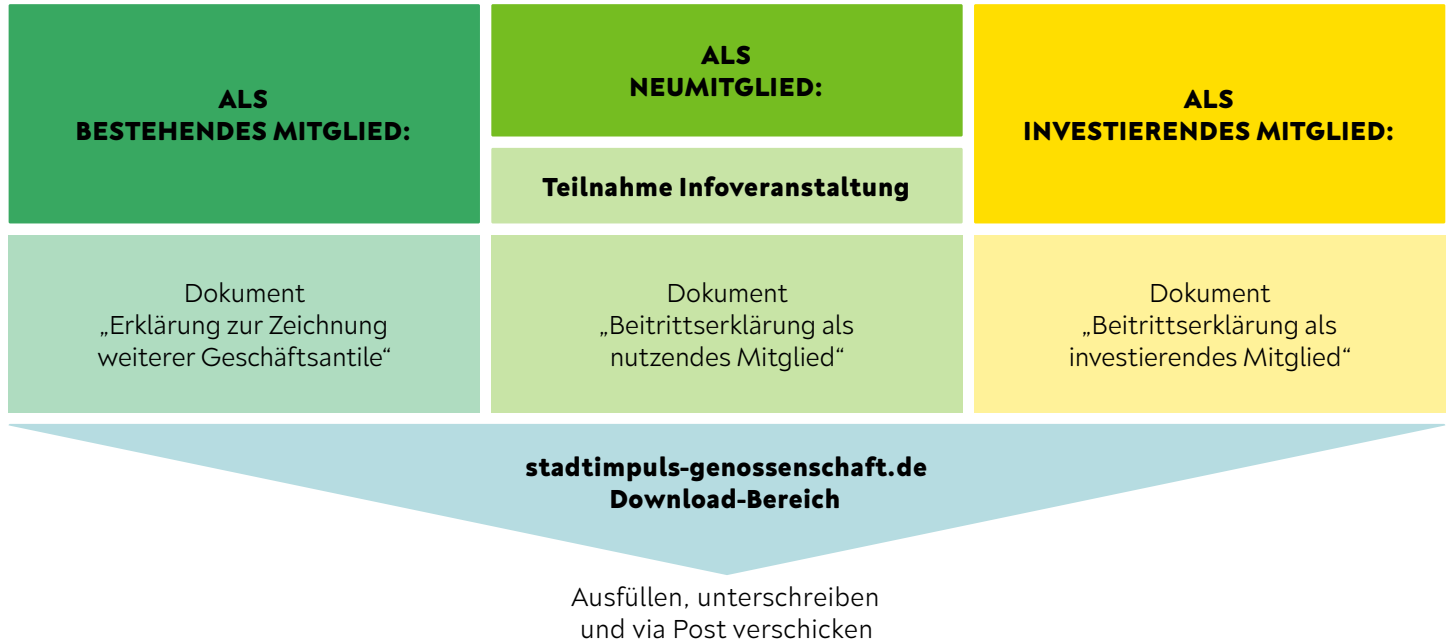 ALS
BESTEHENDES MITGLIED:
ALS
NEUMITGLIED:
Teilnahme Infoveranstaltung
ALS
INVESTIERENDES MITGLIED:
Dokument
„Erklärung zur Zeichnung
weiterer Geschäftsantile“
Dokument
„Beitrittserklärung als
nutzendes Mitglied“
Dokument
„Beitrittserklärung als
investierendes Mitglied“
stadtimpuls-genossenschaft.de
Download-Bereich
Ausfüllen, unterschreiben
und via Post verschicken